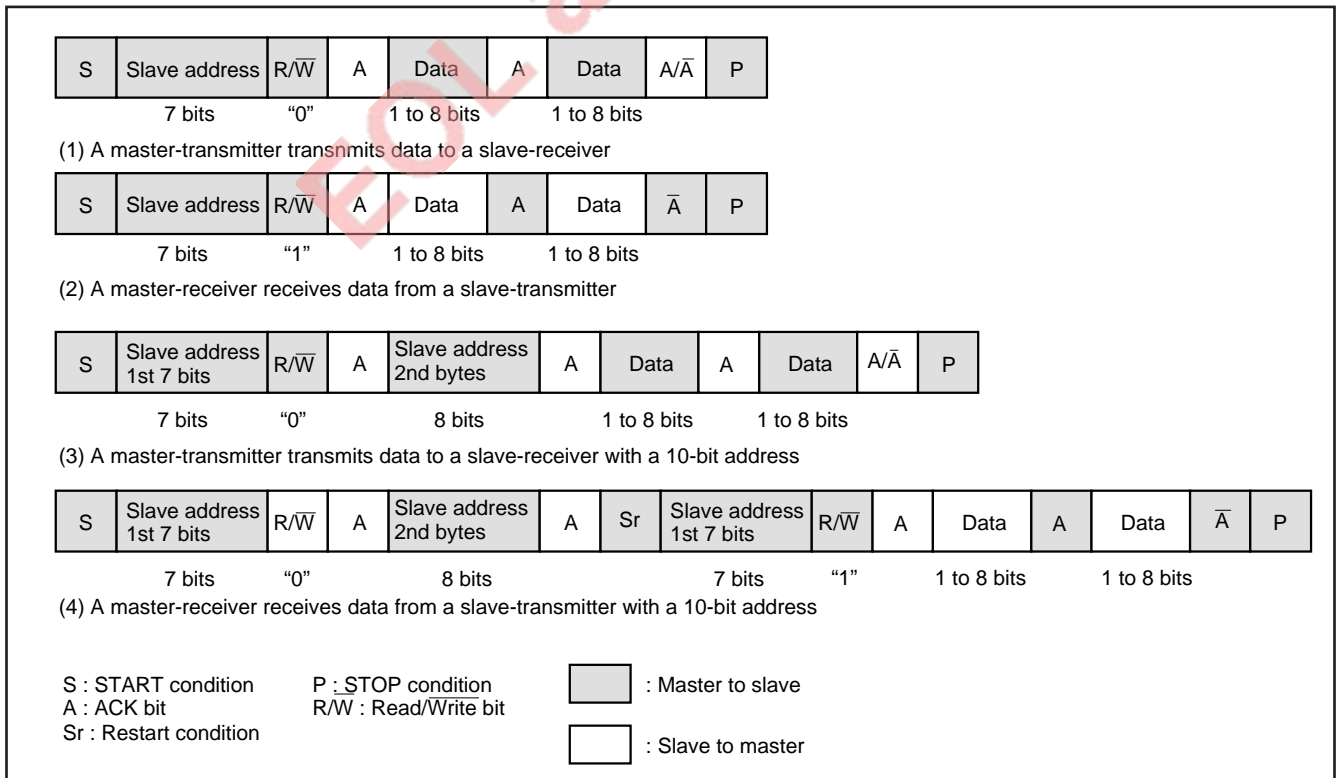 S Slave address R/W̅ A Data A Data A/A̅ P
7 bits “0” 1 to 8 bits 1 to 8 bits
(1) A master-transmitter transnmits data to a slave-receiver
S Slave address R/W̅ A Data A Data A̅ P
7 bits “1” 1 to 8 bits 1 to 8 bits
(2) A master-receiver receives data from a slave-transmitter
S Slave address 1st 7 bits R/W̅ A Slave address 2nd bytes A Data A Data A/A̅ P
7 bits “0” 8 bits 1 to 8 bits 1 to 8 bits
(3) A master-transmitter transmits data to a slave-receiver with a 10-bit address
S Slave address 1st 7 bits R/W̅ A Slave address 2nd bytes A Sr Slave address 1st 7 bits R/W̅ A Data A Data A̅ P
7 bits “0” 8 bits 7 bits “1” 1 to 8 bits 1 to 8 bits
(4) A master-receiver receives data from a slave-transmitter with a 10-bit address
S : START condition P : STOP condition : Master to slave
A : ACK bit R/W̅ : Read/W̅r̅i̅t̅e̅ bit
Sr : Restart condition
: Slave to master
EOL